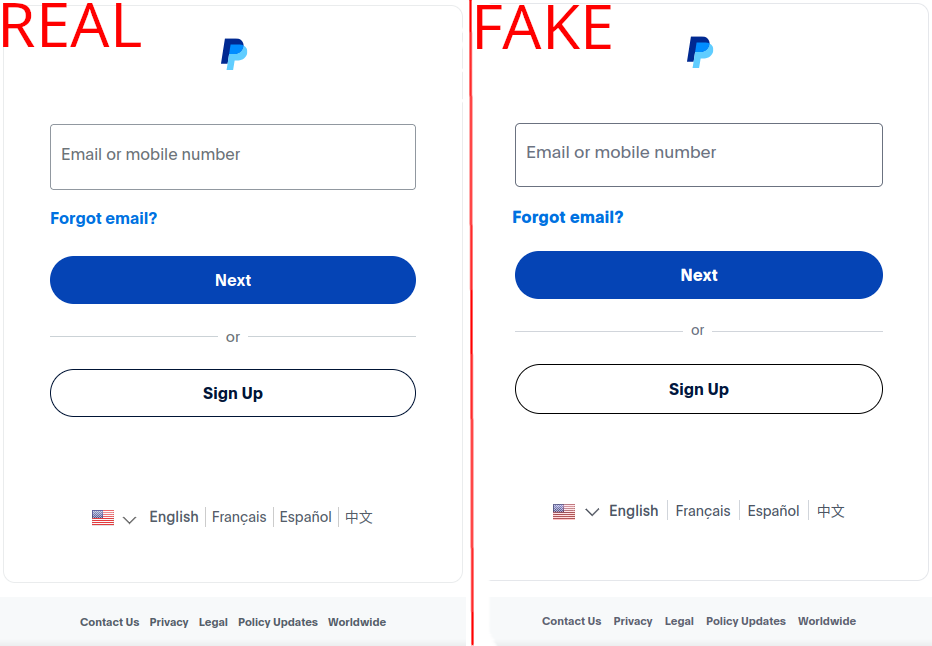 REAL
Email or mobile number
Forgot email?
Next
or
Sign Up
English Français Español 中文
Contact Us Privacy Legal Policy Updates Worldwide
FAKE
Email or mobile number
Forgot email?
Next
or
Sign Up
English Français Español 中文
Contact Us Privacy Legal Policy Updates Worldwide